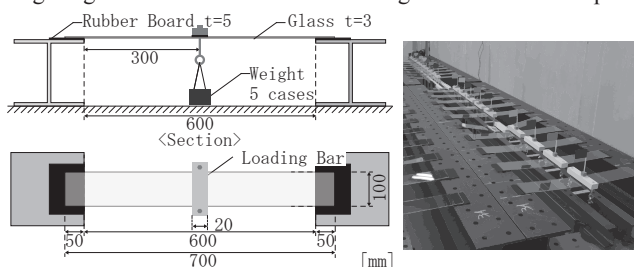 Rubber Board t=5
Glass t=3
300
Weight
5 cases
600
<Section>
Loading Bar
100
20
50
600
50
700
[mm]